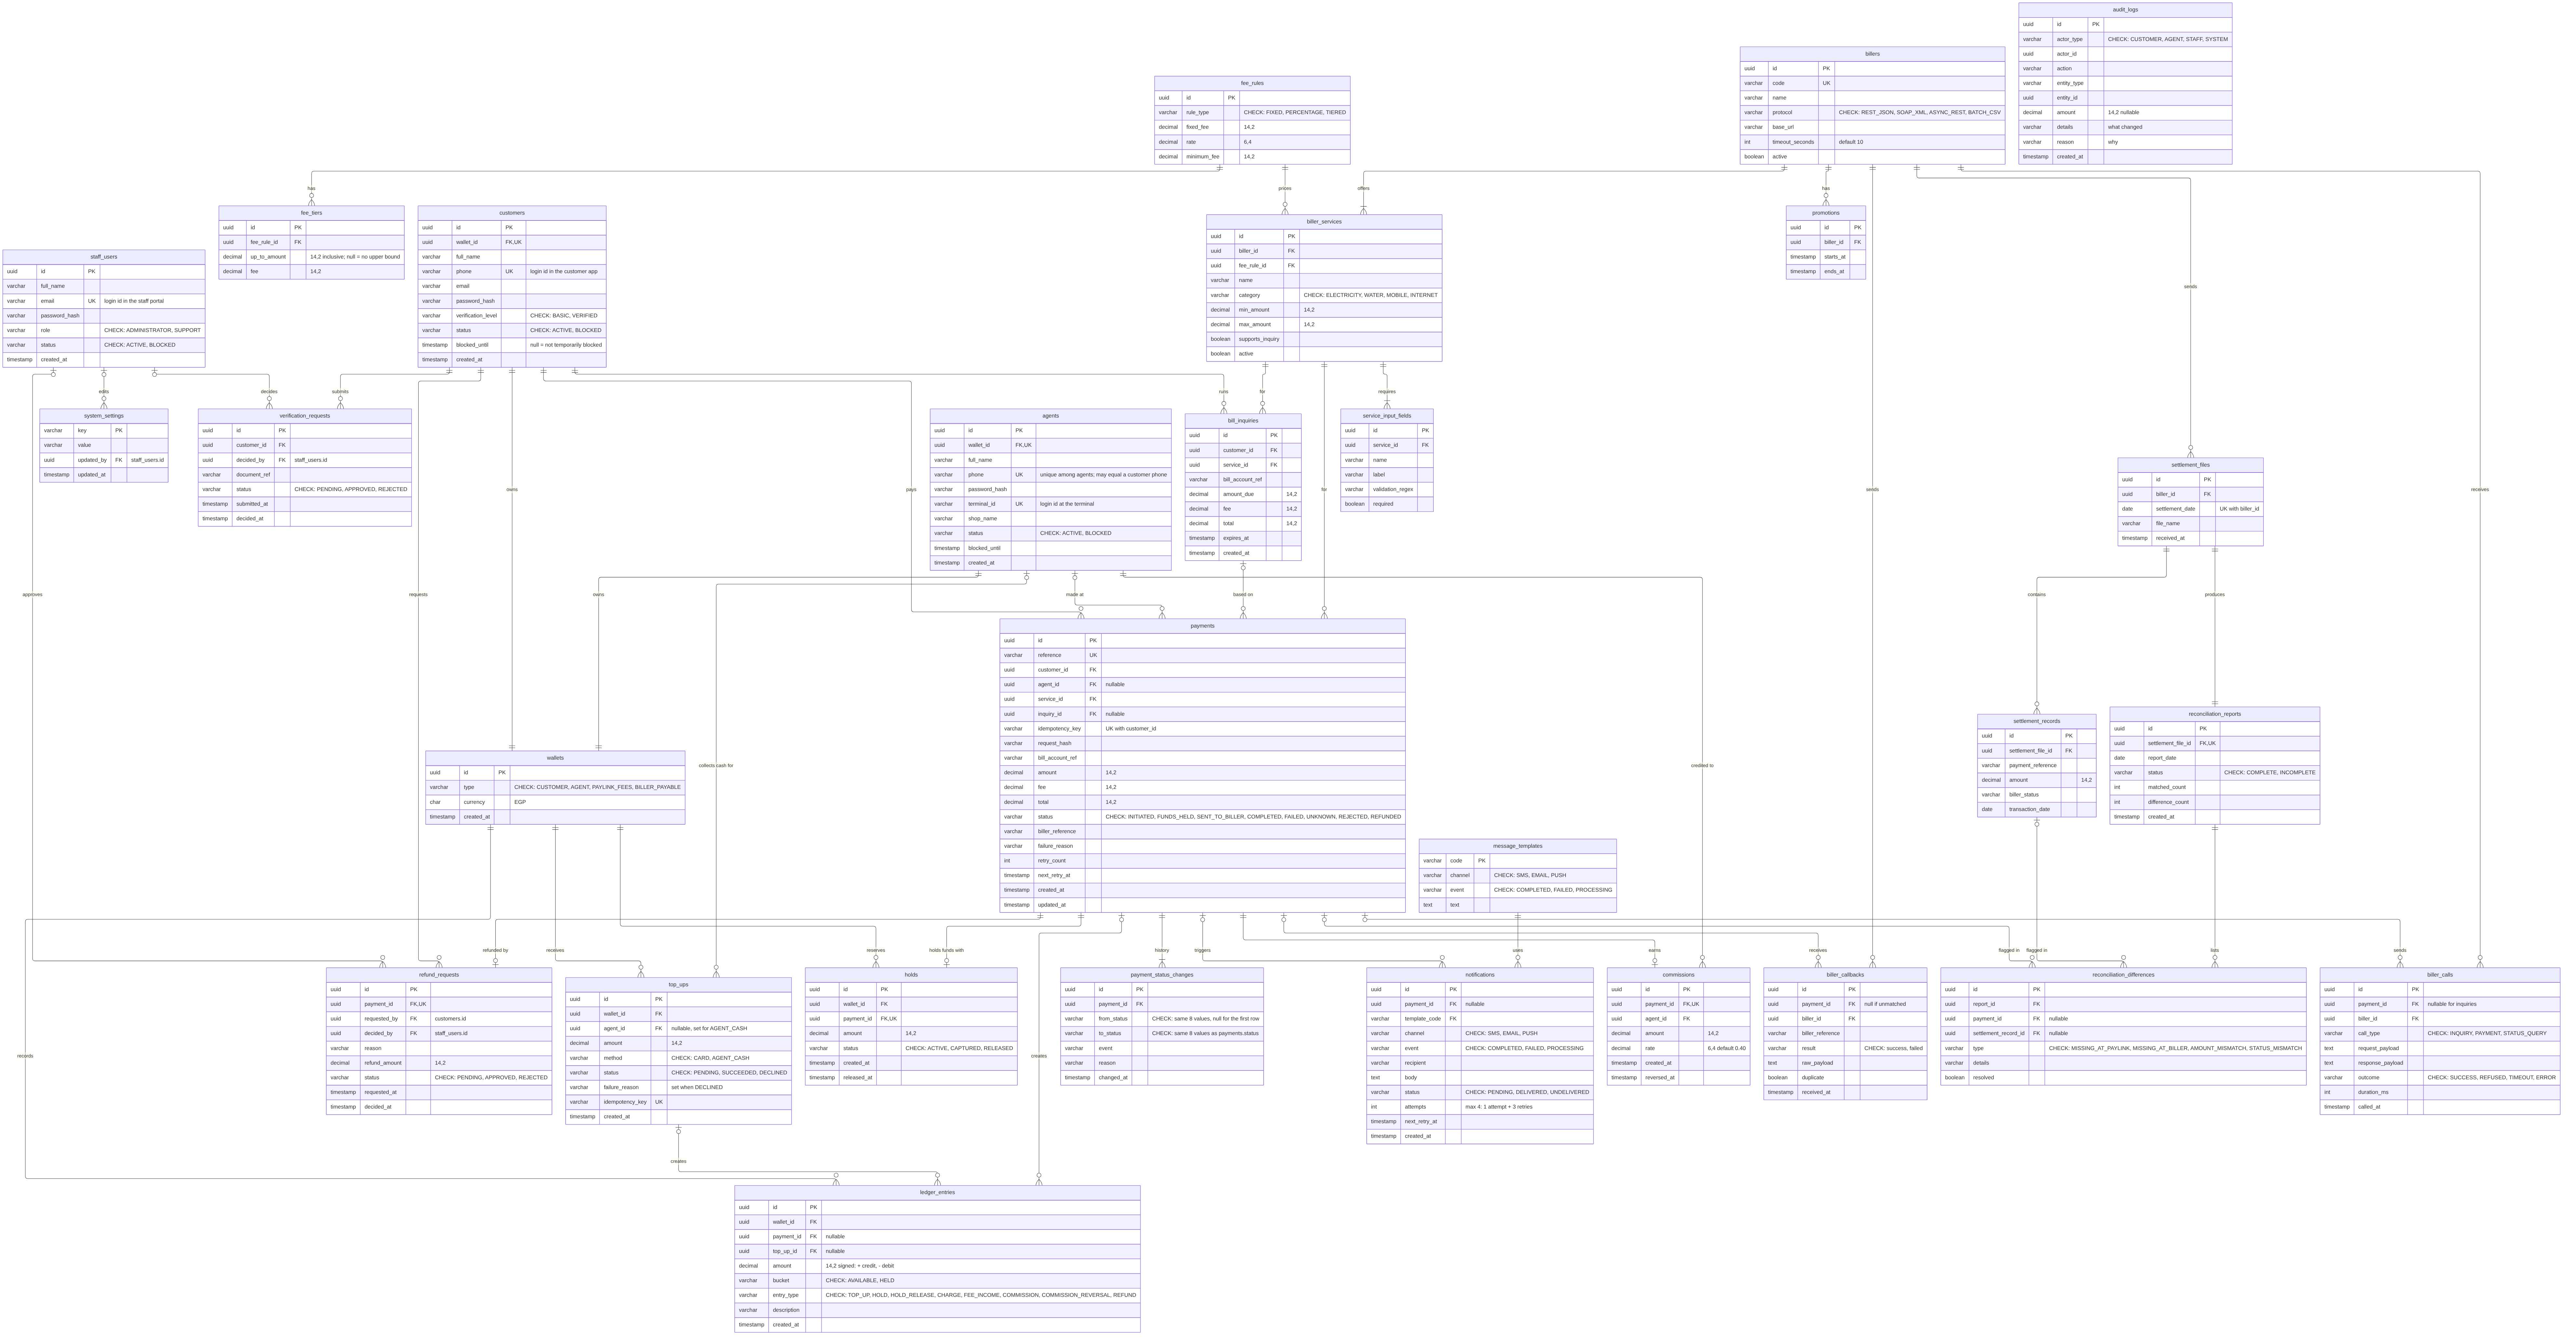 audit_logs
uuid id PK
varchar actor_type CHECK: CUSTOMER, AGENT, STAFF, SYSTEM
uuid actor_id
varchar action
varchar entity_type
uuid entity_id
decimal amount 14,2 nullable
varchar details what changed
varchar reason why
timestamp created_at
billers
uuid id PK
varchar code UK
varchar name
varchar protocol CHECK: REST_JSON, SOAP_XML, ASYNC_REST, BATCH_CSV
varchar base_url
int timeout_seconds default 10
boolean active
fee_rules
uuid id PK
varchar rule_type CHECK: FIXED, PERCENTAGE, TIERED
decimal fixed_fee 14,2
decimal rate 6,4
decimal minimum_fee 14,2
has
prices
offers
has
fee_tiers
uuid id PK
uuid fee_rule_id FK
decimal up_to_amount 14,2 inclusive; null = no upper bound
decimal fee 14,2
customers
uuid id PK
uuid wallet_id FK,UK
varchar full_name
varchar phone UK login id in the customer app
varchar email
varchar password_hash
varchar verification_level CHECK: BASIC, VERIFIED
varchar status CHECK: ACTIVE, BLOCKED
timestamp blocked_until null = not temporarily blocked
timestamp created_at
biller_services
uuid id PK
uuid biller_id FK
uuid fee_rule_id FK
varchar name
varchar category CHECK: ELECTRICITY, WATER, MOBILE, INTERNET
decimal min_amount 14,2
decimal max_amount 14,2
boolean supports_inquiry
boolean active
promotions
uuid id PK
uuid biller_id FK
timestamp starts_at
timestamp ends_at
staff_users
uuid id PK
varchar full_name
varchar email UK login id in the staff portal
varchar password_hash
varchar role CHECK: ADMINISTRATOR, SUPPORT
varchar status CHECK: ACTIVE, BLOCKED
timestamp created_at
sends
edits
decides
submits
runs
for
requires
system_settings
varchar key PK
varchar value
uuid updated_by FK staff_users.id
timestamp updated_at
verification_requests
uuid id PK
uuid customer_id FK
uuid decided_by FK staff_users.id
varchar document_ref
varchar status CHECK: PENDING, APPROVED, REJECTED
timestamp submitted_at
timestamp decided_at
agents
uuid id PK
uuid wallet_id FK,UK
varchar full_name
varchar phone UK unique among agents; may equal a customer phone
varchar password_hash
varchar terminal_id UK login id at the terminal
varchar shop_name
varchar status CHECK: ACTIVE, BLOCKED
timestamp blocked_until
timestamp created_at
bill_inquiries
uuid id PK
uuid customer_id FK
uuid service_id FK
varchar bill_account_ref
decimal amount_due 14,2
decimal fee 14,2
decimal total 14,2
timestamp expires_at
timestamp created_at
service_input_fields
uuid id PK
uuid service_id FK
varchar name
varchar label
varchar validation_regex
boolean required
settlement_files
uuid id PK
uuid biller_id FK
date settlement_date UK with biller_id
varchar file_name
timestamp received_at
owns
pays
for
sends
receives
approves
requests
owns
made at
based on
contains
produces
payments
uuid id PK
varchar reference UK
uuid customer_id FK
uuid agent_id FK nullable
uuid service_id FK
uuid inquiry_id FK nullable
varchar idempotency_key UK with customer_id
varchar request_hash
varchar bill_account_ref
decimal amount 14,2
decimal fee 14,2
decimal total 14,2
varchar status CHECK: INITIATED, FUNDS_HELD, SENT_TO_BILLER, COMPLETED, FAILED, UNKNOWN, REJECTED, REFUNDED
varchar biller_reference
varchar failure_reason
int retry_count
timestamp next_retry_at
timestamp created_at
timestamp updated_at
settlement_records
uuid id PK
uuid settlement_file_id FK
varchar payment_reference
decimal amount 14,2
varchar biller_status
date transaction_date
reconciliation_reports
uuid id PK
uuid settlement_file_id FK,UK
date report_date
varchar status CHECK: COMPLETE, INCOMPLETE
int matched_count
int difference_count
timestamp created_at
wallets
uuid id PK
varchar type CHECK: CUSTOMER, AGENT, PAYLINK_FEES, BILLER_PAYABLE
char currency EGP
timestamp created_at
collects cash for
credited to
message_templates
varchar code PK
varchar channel CHECK: SMS, EMAIL, PUSH
varchar event CHECK: COMPLETED, FAILED, PROCESSING
text text
refunded by
receives
reserves
holds funds with
history
triggers
uses
earns
receives
flagged in
flagged in
lists
sends
refund_requests
uuid id PK
uuid payment_id FK,UK
uuid requested_by FK customers.id
uuid decided_by FK staff_users.id
varchar reason
decimal refund_amount 14,2
varchar status CHECK: PENDING, APPROVED, REJECTED
timestamp requested_at
timestamp decided_at
top_ups
uuid id PK
uuid wallet_id FK
uuid agent_id FK nullable, set for AGENT_CASH
decimal amount 14,2
varchar method CHECK: CARD, AGENT_CASH
varchar status CHECK: PENDING, SUCCEEDED, DECLINED
varchar failure_reason set when DECLINED
varchar idempotency_key UK
timestamp created_at
holds
uuid id PK
uuid wallet_id FK
uuid payment_id FK,UK
decimal amount 14,2
varchar status CHECK: ACTIVE, CAPTURED, RELEASED
timestamp created_at
timestamp released_at
payment_status_changes
uuid id PK
uuid payment_id FK
varchar from_status CHECK: same 8 values, null for the first row
varchar to_status CHECK: same 8 values as payments.status
varchar event
varchar reason
timestamp changed_at
notifications
uuid id PK
uuid payment_id FK nullable
varchar template_code FK
varchar channel CHECK: SMS, EMAIL, PUSH
varchar event CHECK: COMPLETED, FAILED, PROCESSING
varchar recipient
text body
varchar status CHECK: PENDING, DELIVERED, UNDELIVERED
int attempts max 4: 1 attempt + 3 retries
timestamp next_retry_at
timestamp created_at
commissions
uuid id PK
uuid payment_id FK,UK
uuid agent_id FK
decimal amount 14,2
decimal rate 6,4 default 0.40
timestamp created_at
timestamp reversed_at
biller_callbacks
uuid id PK
uuid payment_id FK null if unmatched
uuid biller_id FK
varchar biller_reference
varchar result CHECK: success, failed
text raw_payload
boolean duplicate
timestamp received_at
reconciliation_differences
uuid id PK
uuid report_id FK
uuid payment_id FK nullable
uuid settlement_record_id FK nullable
varchar type CHECK: MISSING_AT_PAYLINK, MISSING_AT_BILLER, AMOUNT_MISMATCH, STATUS_MISMATCH
varchar details
boolean resolved
biller_calls
uuid id PK
uuid payment_id FK nullable for inquiries
uuid biller_id FK
varchar call_type CHECK: INQUIRY, PAYMENT, STATUS_QUERY
text request_payload
text response_payload
varchar outcome CHECK: SUCCESS, REFUSED, TIMEOUT, ERROR
int duration_ms
timestamp called_at
records
creates
creates
ledger_entries
uuid id PK
uuid wallet_id FK
uuid payment_id FK nullable
uuid top_up_id FK nullable
decimal amount 14,2 signed: + credit, - debit
varchar bucket CHECK: AVAILABLE, HELD
varchar entry_type CHECK: TOP_UP, HOLD, HOLD_RELEASE, CHARGE, FEE_INCOME, COMMISSION, COMMISSION_REVERSAL, REFUND
varchar description
timestamp created_at